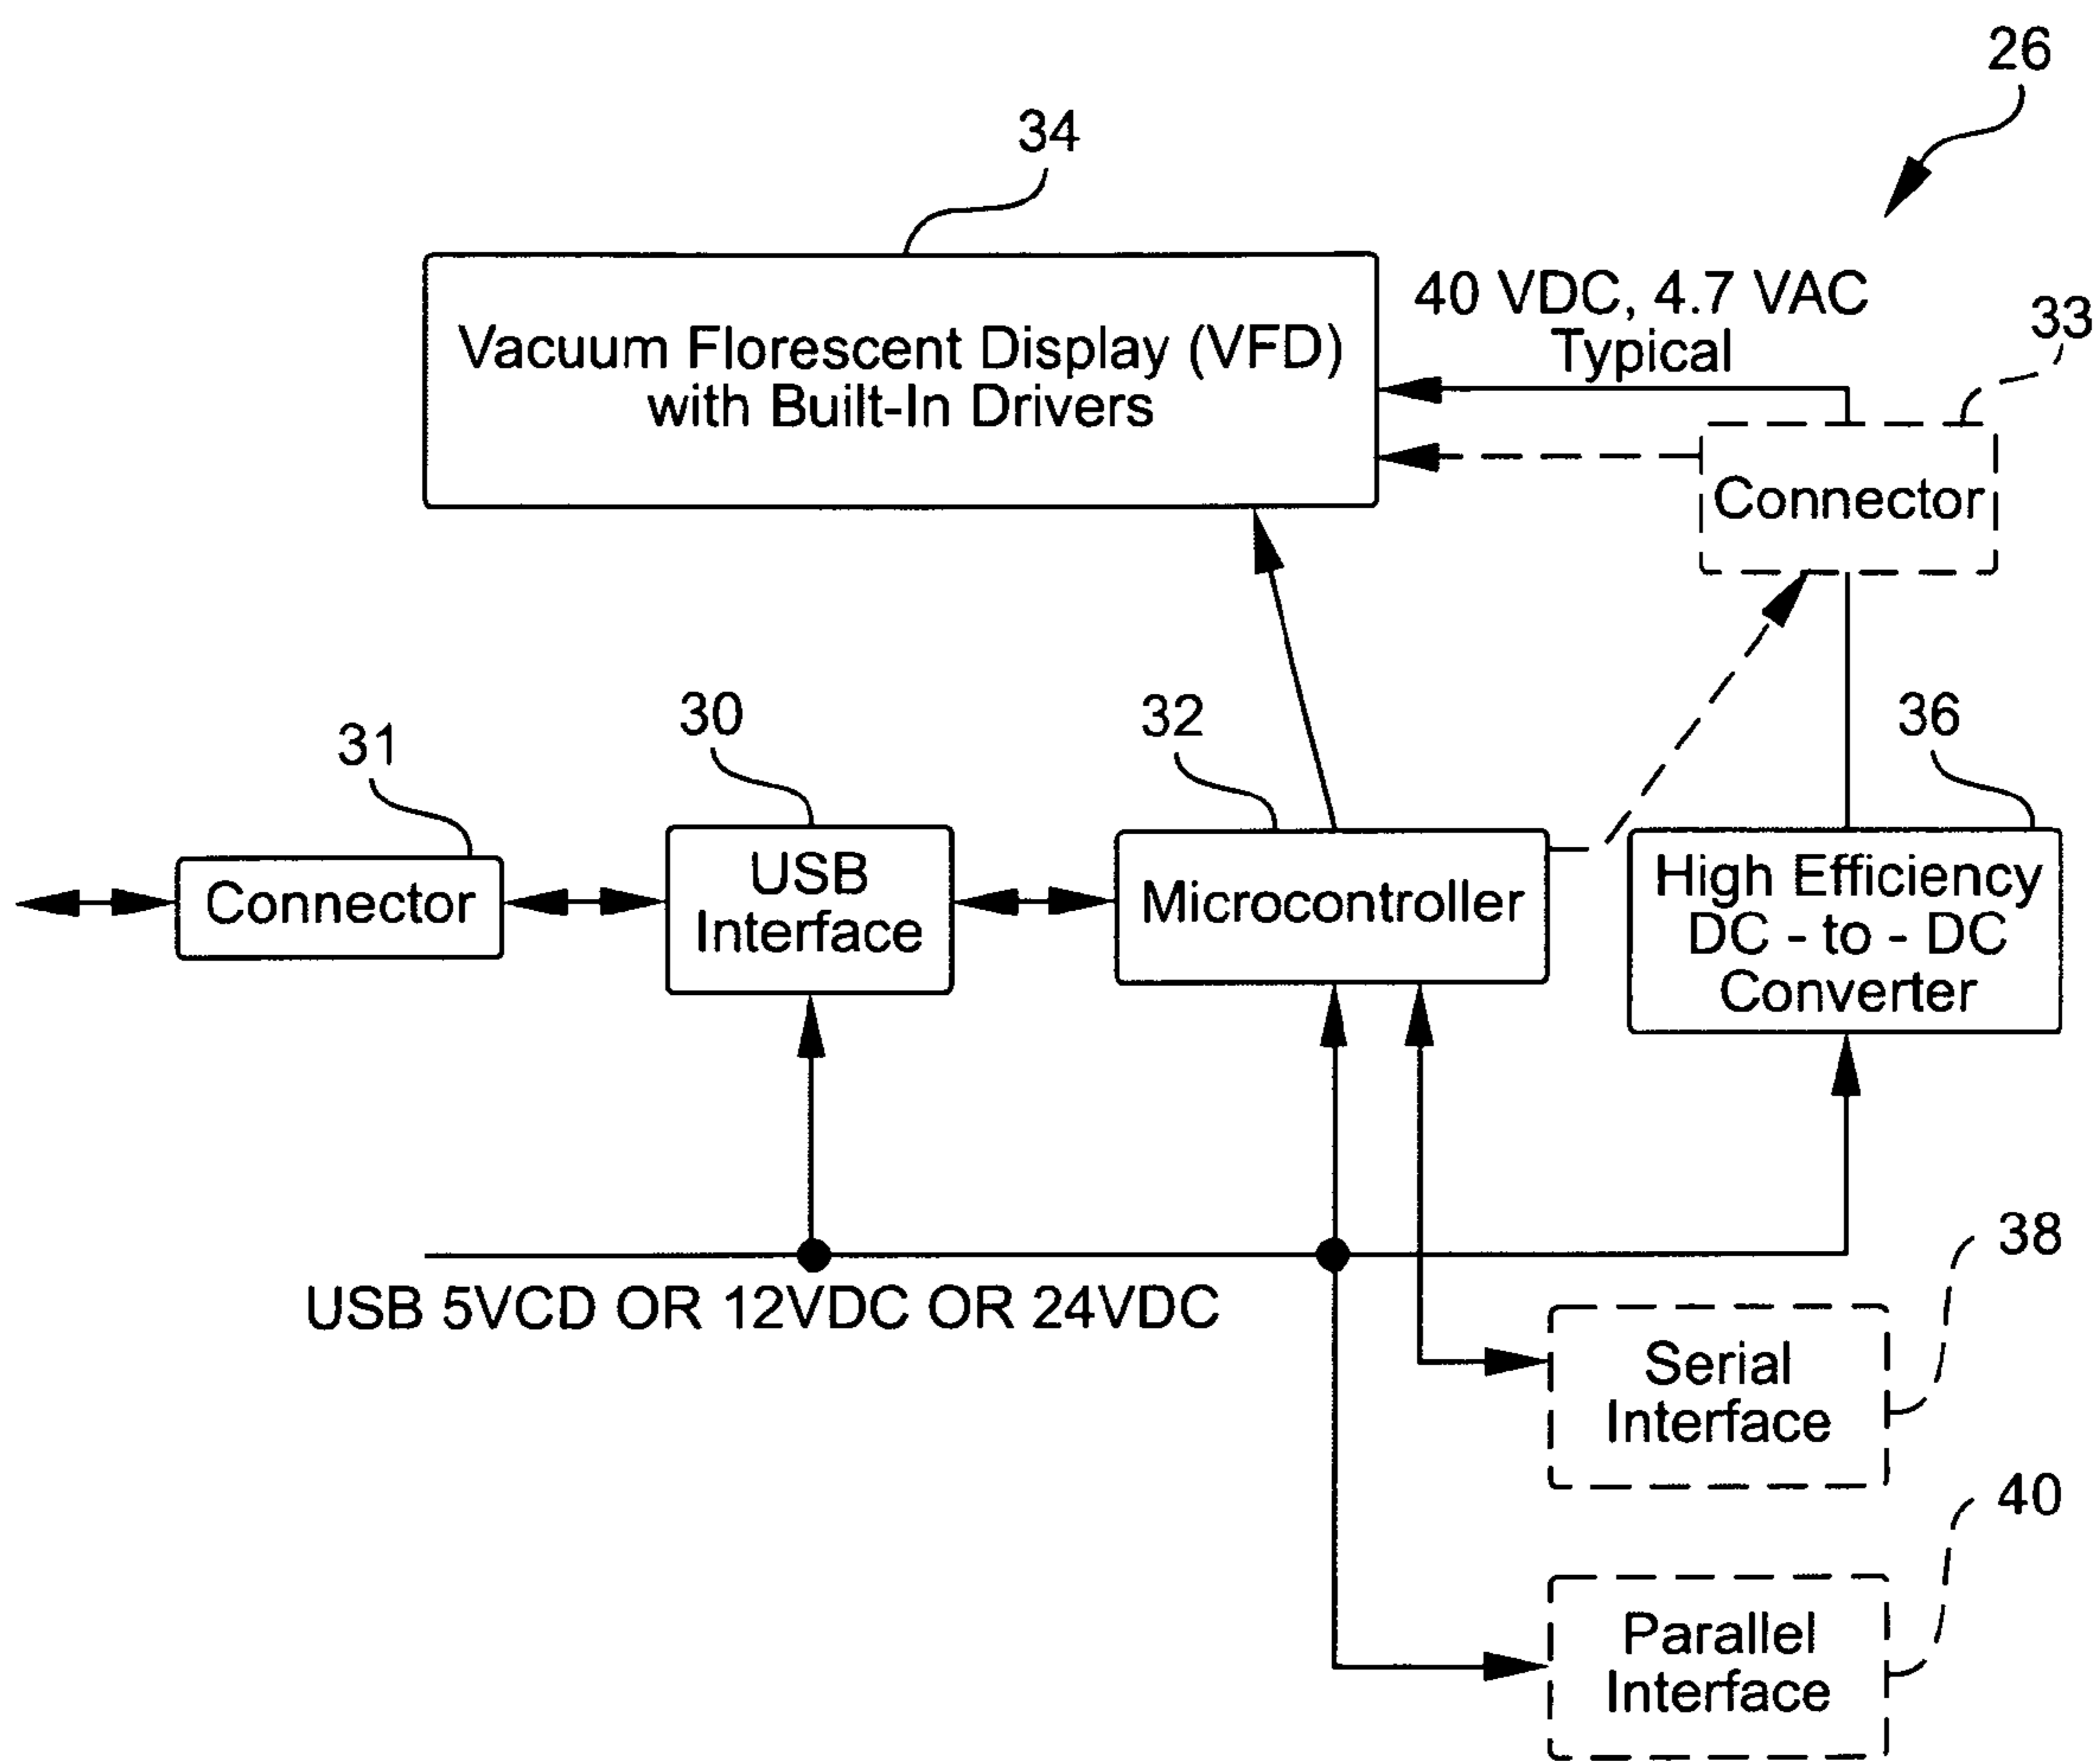 26
34
Vacuum Florescent Display (VFD)
with Built-In Drivers
40 VDC, 4.7 VAC
Typical
33
Connector
31
Connector
30
USB
Interface
32
Microcontroller
36
High Efficiency
DC - to - DC
Converter
USB 5VCD OR 12VDC OR 24VDC
38
Serial
Interface
40
Parallel
Interface